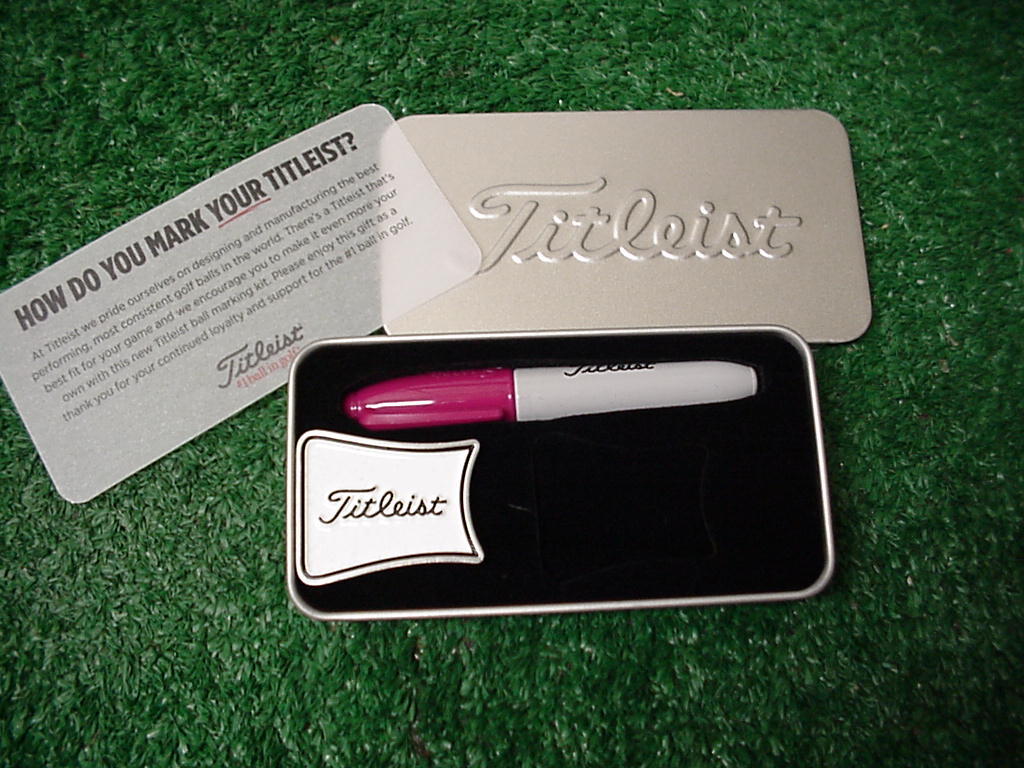 HOW DO YOU MARK YOUR TITLEIST?
At Titleist we pride ourselves on designing and manufacturing the best
performing, most consistent golf balls in the world. There's a Titleist that's
best fit for your game and we encourage you to make it even more your
own with this new Titleist ball marking kit. Please enjoy this gift as a
thank you for your continued loyalty and support for the #1 ball in golf.
Titleist
#1 ball in golf
Titleist
Titleist
Titleist